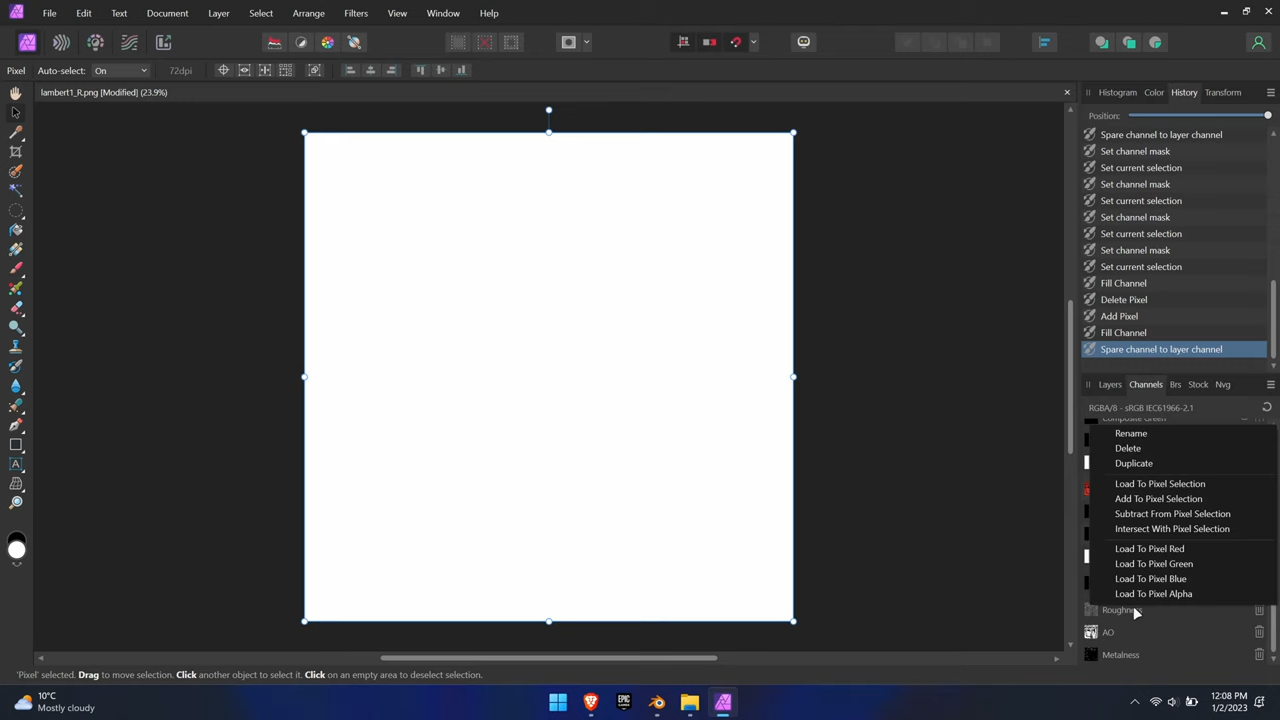 File Edit Text Document Layer Select Arrange Filters View Window Help
Pixel Auto-select: On 72dpi
lambert1_R.png [Modified] (23.9%)
Histogram Color History Transform
Position:
Spare channel to layer channel
Set channel mask
Set current selection
Set channel mask
Set current selection
Set channel mask
Set current selection
Set channel mask
Set current selection
Fill Channel
Delete Pixel
Add Pixel
Fill Channel
Spare channel to layer channel
Layers Channels Brs Stock Nvg
RGBA/8 - sRGB IEC61966-2.1
Composite Green
Rename
Delete
Duplicate
Load To Pixel Selection
Add To Pixel Selection
Subtract From Pixel Selection
Intersect With Pixel Selection
Load To Pixel Red
Load To Pixel Green
Load To Pixel Blue
Load To Pixel Alpha
Roughness
AO
Metalness
'Pixel' selected. Drag to move selection. Click another object to select it. Click on an empty area to deselect selection.
10°C
Mostly cloudy
EPIC
GAMES
12:08 PM
1/2/2023